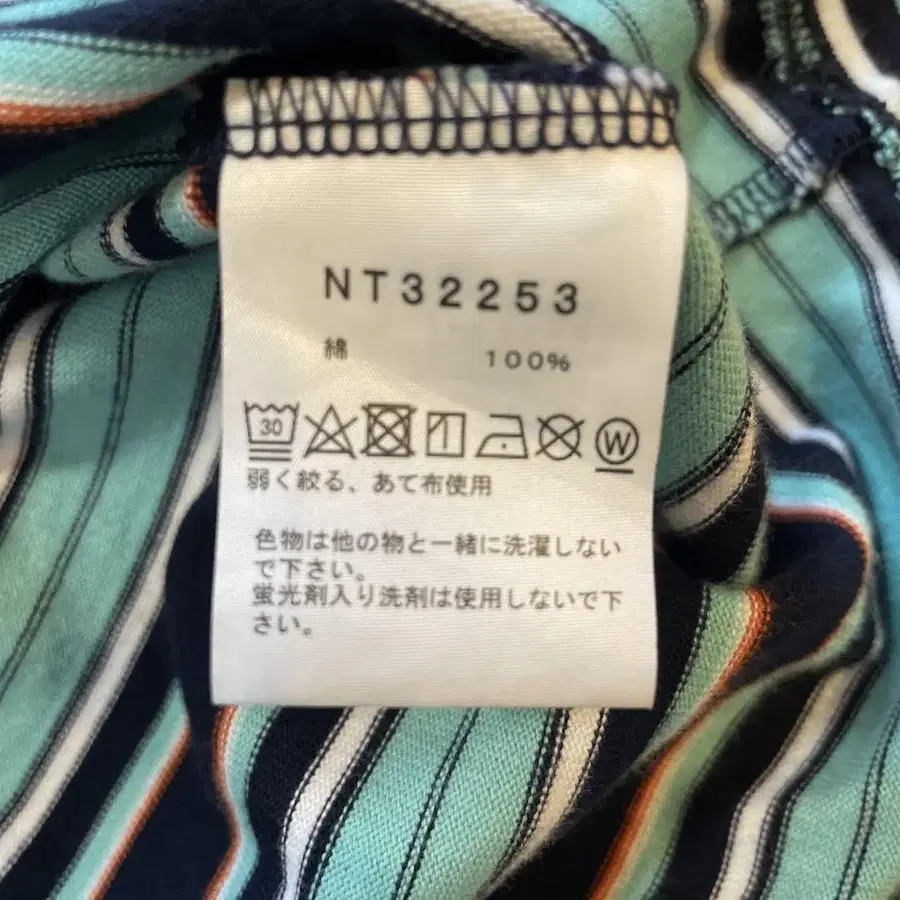 NT32253
綿 100%
30 W
弱く絞る、あて布使用
色物は他の物と一緒に洗濯しない
で下さい。
蛍光剤入り洗剤は使用しないで下
さい。